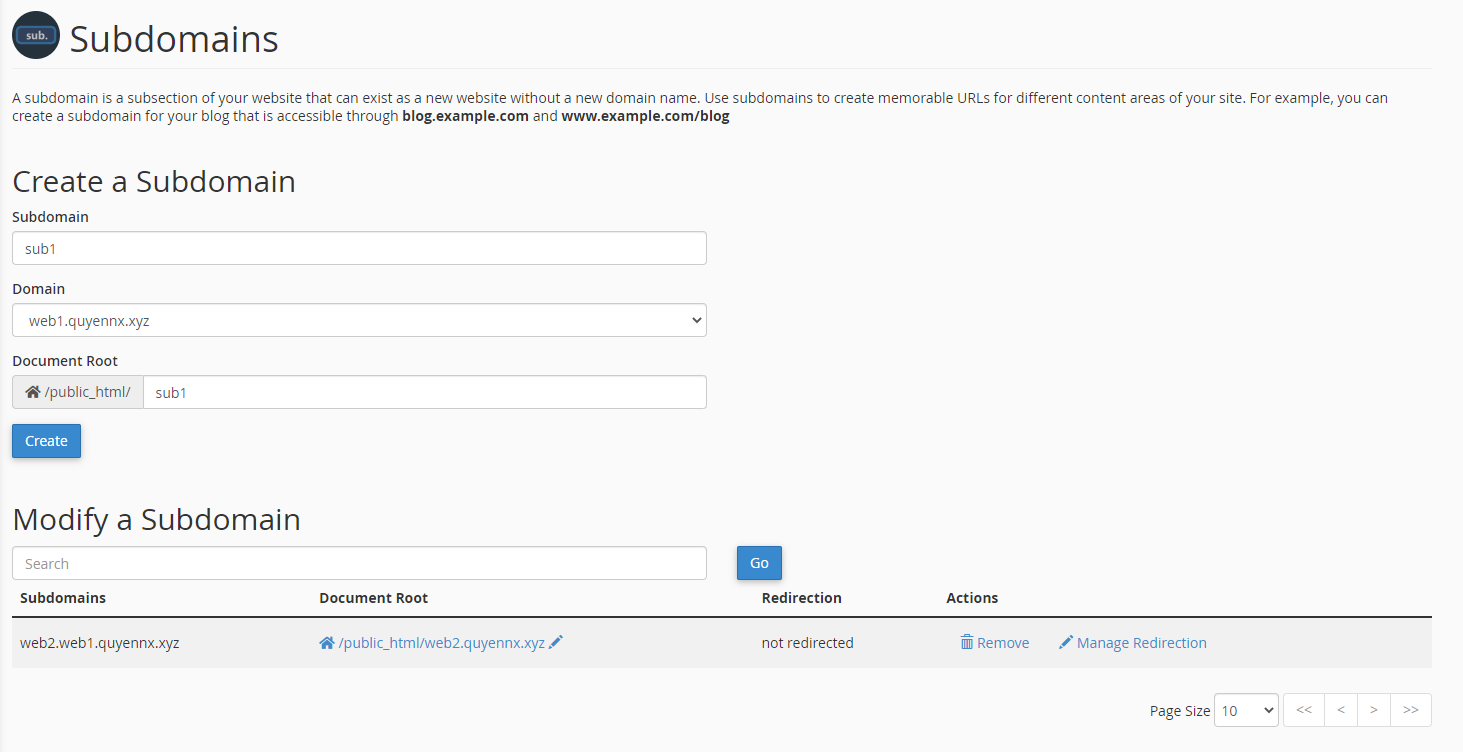 sub.
Subdomains
A subdomain is a subsection of your website that can exist as a new website without a new domain name. Use subdomains to create memorable URLs for different content areas of your site. For example, you can
create a subdomain for your blog that is accessible through blog.example.com and www.example.com/blog
Create a Subdomain
Subdomain
sub1
Domain
web1.quyennx.xyz
Document Root
/public_html/ sub1
Create
Modify a Subdomain
Search Go
Subdomains Document Root Redirection Actions
web2.web1.quyennx.xyz /public_html/web2.quyennx.xyz not redirected Remove Manage Redirection
Page Size 10 << < > >>